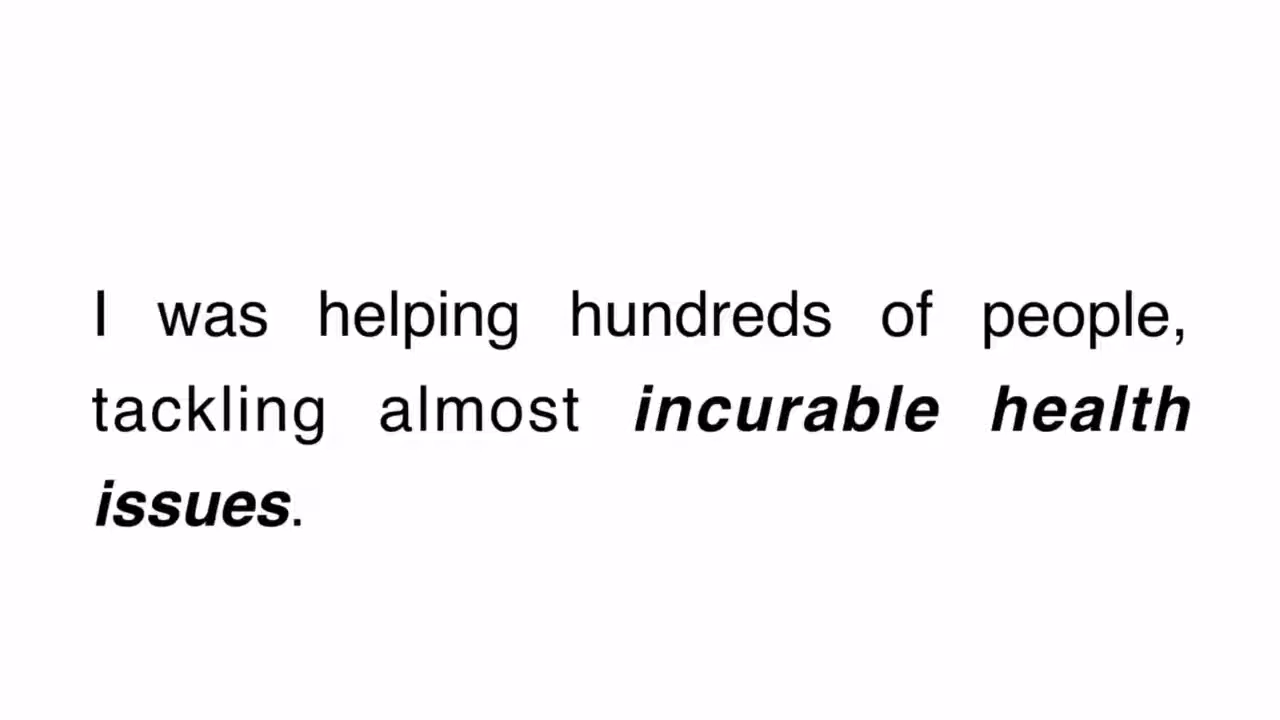 I was helping hundreds of people,
tackling almost incurable health
issues.